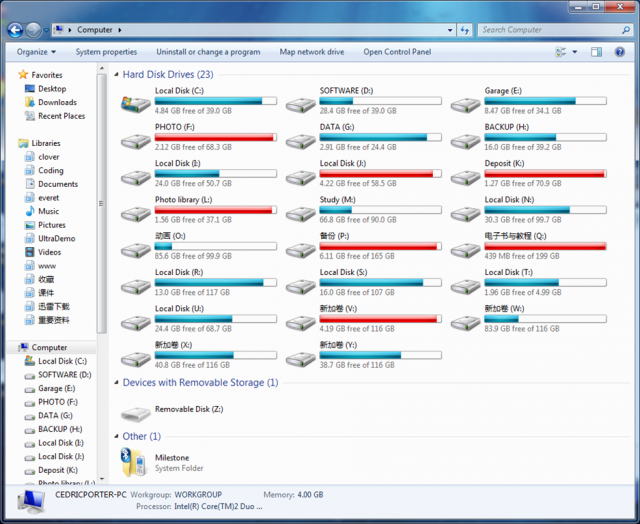 Computer
Search Computer
Organize
System properties
Uninstall or change a program
Map network drive
Open Control Panel
Favorites
Desktop
Downloads
Recent Places
Libraries
clover
Coding
Documents
everet
Music
Pictures
UltraDemo
Videos
www
收藏
课件
迅雷下载
重要资料
Computer
Local Disk (C:)
SOFTWARE (D:)
Garage (E:)
PHOTO (F:)
DATA (G:)
BACKUP (H:)
Local Disk (I:)
Local Disk (J:)
Deposit (K:)
Photo library (L:)
Hard Disk Drives (23)
Local Disk (C:)
4.84 GB free of 39.0 GB
SOFTWARE (D:)
28.4 GB free of 39.0 GB
Garage (E:)
8.47 GB free of 34.1 GB
PHOTO (F:)
2.12 GB free of 68.3 GB
DATA (G:)
2.91 GB free of 24.4 GB
BACKUP (H:)
16.0 GB free of 39.2 GB
Local Disk (I:)
24.0 GB free of 50.7 GB
Local Disk (J:)
4.22 GB free of 58.5 GB
Deposit (K:)
1.27 GB free of 70.9 GB
Photo library (L:)
1.56 GB free of 37.1 GB
Study (M:)
66.8 GB free of 90.0 GB
Local Disk (N:)
30.3 GB free of 99.7 GB
动画 (O:)
85.6 GB free of 99.9 GB
备份 (P:)
6.11 GB free of 165 GB
电子书与教程 (Q:)
439 MB free of 199 GB
Local Disk (R:)
13.0 GB free of 117 GB
Local Disk (S:)
16.0 GB free of 107 GB
Local Disk (T:)
1.96 GB free of 4.99 GB
Local Disk (U:)
24.4 GB free of 68.7 GB
新加卷 (V:)
4.19 GB free of 116 GB
新加卷 (W:)
83.9 GB free of 116 GB
新加卷 (X:)
40.8 GB free of 116 GB
新加卷 (Y:)
38.7 GB free of 116 GB
Devices with Removable Storage (1)
Removable Disk (Z:)
Other (1)
Milestone
System Folder
CEDRICPORTER-PC Workgroup: WORKGROUP Memory: 4.00 GB
Processor: Intel(R) Core(TM)2 Duo ...